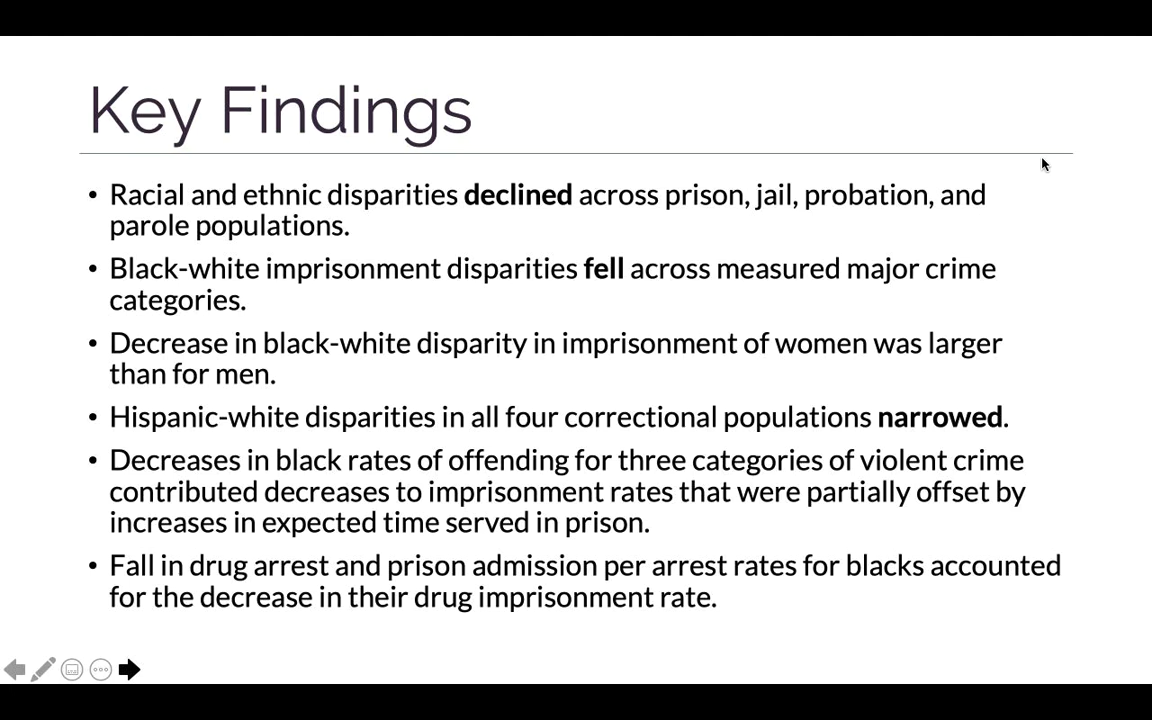 Key Findings
• Racial and ethnic disparities declined across prison, jail, probation, and
parole populations.
• Black-white imprisonment disparities fell across measured major crime
categories.
• Decrease in black-white disparity in imprisonment of women was larger
than for men.
• Hispanic-white disparities in all four correctional populations narrowed.
• Decreases in black rates of offending for three categories of violent crime
contributed decreases to imprisonment rates that were partially offset by
increases in expected time served in prison.
• Fall in drug arrest and prison admission per arrest rates for blacks accounted
for the decrease in their drug imprisonment rate.